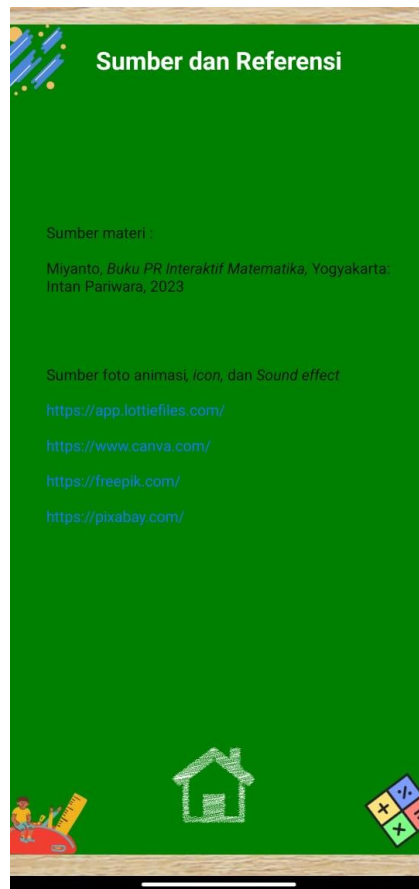 Sumber dan Referensi
Sumber materi :
Miyanto, Buku PR Interaktif Matematika, Yogyakarta:
Intan Pariwara, 2023
Sumber foto animasi, icon, dan Sound effect
https://app.lottiefiles.com/
https://www.canva.com/
https://freepik.com/
https://pixabay.com/